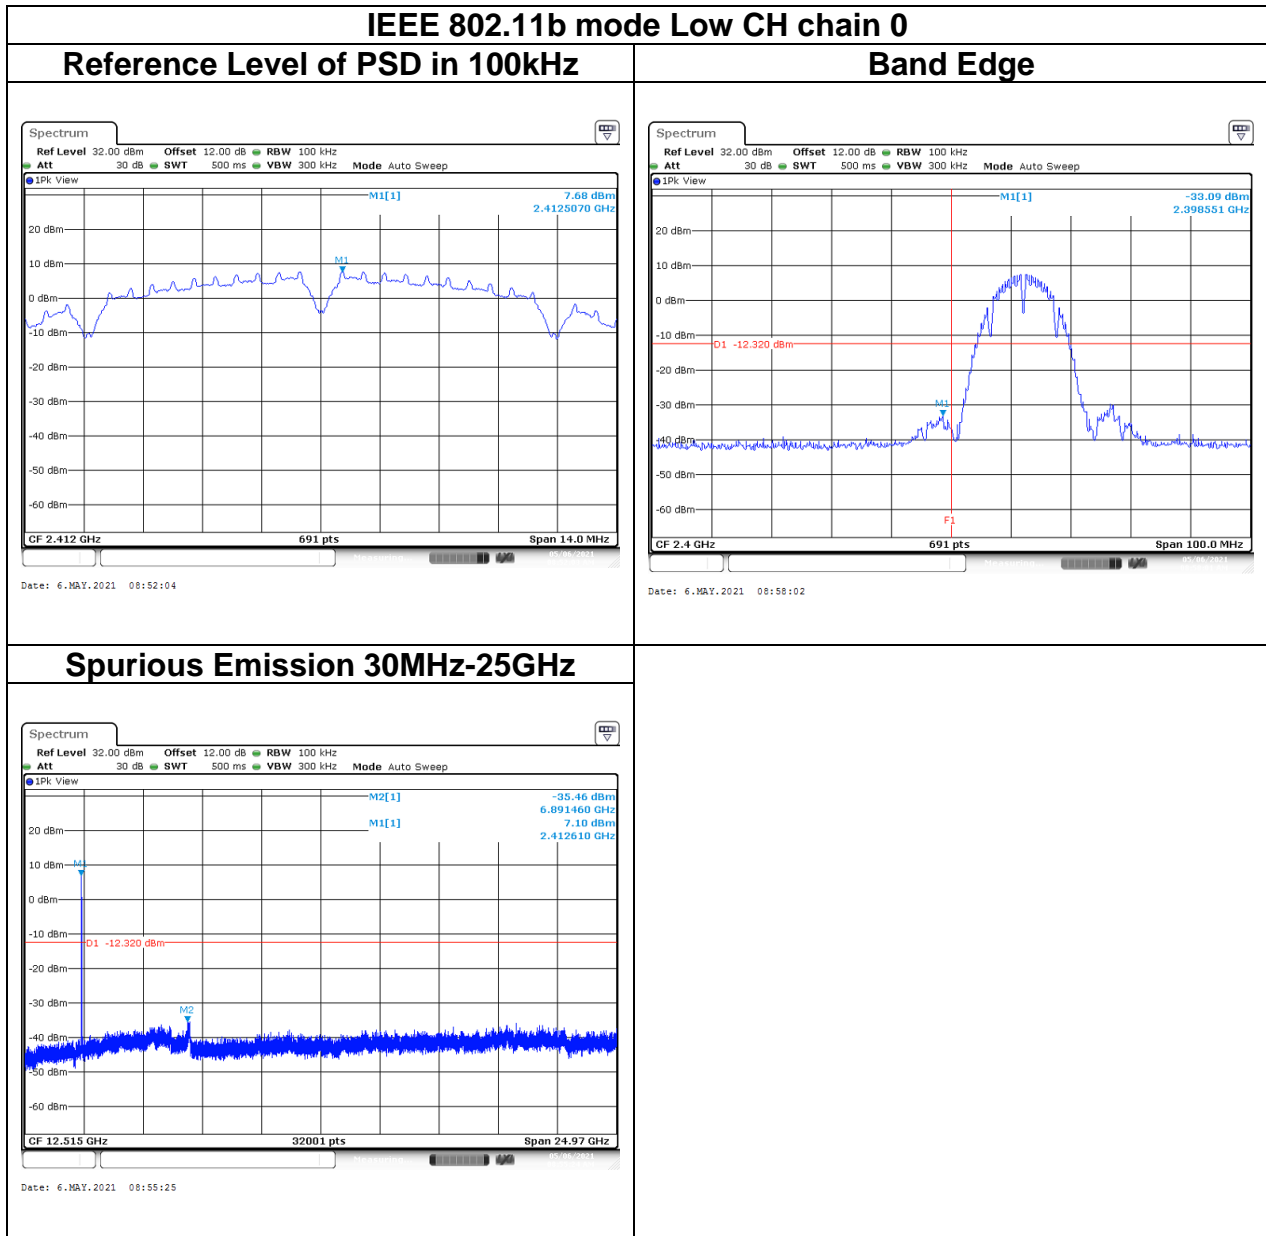 IEEE 802.11b mode Low CH chain 0
Reference Level of PSD in 100kHz
Spectrum
Ref Level 32.00 dBm Offset 12.00 dB RBW 100 kHz
Att 30 dB SWT 500 ms VBW 300 kHz Mode Auto Sweep
1Pk View
M1[1] 7.68 dBm
2.4125070 GHz
20 dBm
M1
10 dBm
0 dBm
-10 dBm
-20 dBm
-30 dBm
-40 dBm
-50 dBm
-60 dBm
CF 2.412 GHz 691 pts Span 14.0 MHz
Measuring 05/06/2021
Date: 6.MAY.2021 08:52:04
Band Edge
Spectrum
Ref Level 32.00 dBm Offset 12.00 dB RBW 100 kHz
Att 30 dB SWT 500 ms VBW 300 kHz Mode Auto Sweep
1Pk View
M1[1] -33.09 dBm
2.398551 GHz
20 dBm
10 dBm
0 dBm
-10 dBm
D1 -12.320 dBm
-20 dBm
-30 dBm
M1
-40 dBm
-50 dBm
-60 dBm
F1
CF 2.4 GHz 691 pts Span 100.0 MHz
Measuring 05/06/2021
Date: 6.MAY.2021 08:58:02
Spurious Emission 30MHz-25GHz
Spectrum
Ref Level 32.00 dBm Offset 12.00 dB RBW 100 kHz
Att 30 dB SWT 500 ms VBW 300 kHz Mode Auto Sweep
1Pk View
M2[1] -35.46 dBm
6.891460 GHz
M1[1] 7.10 dBm
2.412610 GHz
20 dBm
10 dBm
M1
0 dBm
-10 dBm
D1 -12.320 dBm
-20 dBm
-30 dBm
M2
-40 dBm
-50 dBm
-60 dBm
CF 12.515 GHz 32001 pts Span 24.97 GHz
Measuring 05/06/2021
Date: 6.MAY.2021 08:55:25